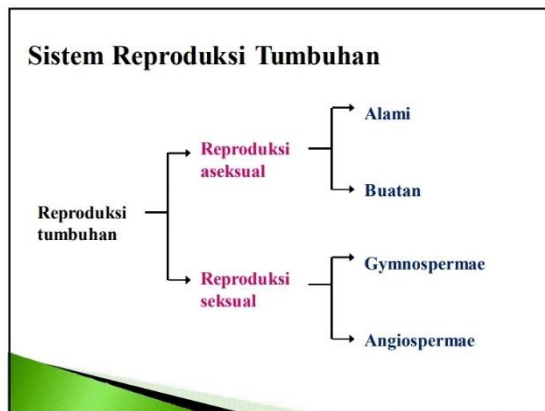 Sistem Reproduksi Tumbuhan
Reproduksi
tumbuhan
Reproduksi
aseksual
Alami
Buatan
Reproduksi
seksual
Gymnospermae
Angiospermae